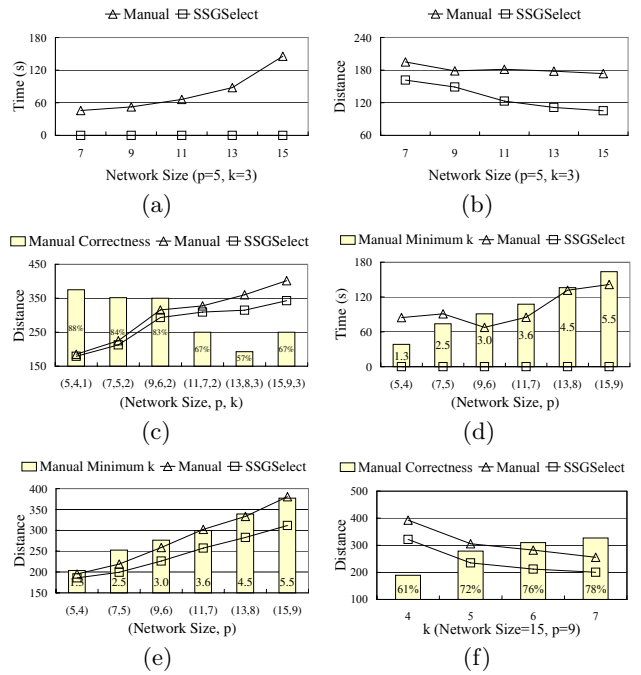 Manual SSGSelect
Time (s)
180
120
60
0
7 9 11 13 15
Network Size (p=5, k=3)
(a)
Manual SSGSelect
Distance
240
180
120
60
7 9 11 13 15
Network Size (p=5, k=3)
(b)
Manual Correctness Manual SSGSelect
Distance
450
350
250
150
88% 84% 83% 67% 57% 67%
(5,4,1) (7,5,2) (9,6,2) (11,7,2) (13,8,3) (15,9,3)
(Network Size, p, k)
(c)
Manual Minimum k Manual SSGSelect
Time (s)
180
120
60
0
1.3 2.5 3.0 3.6 4.5 5.5
(5,4) (7,5) (9,6) (11,7) (13,8) (15,9)
(Network Size, p)
(d)
Manual Minimum k Manual SSGSelect
Distance
400
350
300
250
200
150
1.3 2.5 3.0 3.6 4.5 5.5
(5,4) (7,5) (9,6) (11,7) (13,8) (15,9)
(Network Size, p)
(e)
Manual Correctness Manual SSGSelect
Distance
500
400
300
200
100
61% 72% 76% 78%
4 5 6 7
k (Network Size=15, p=9)
(f)